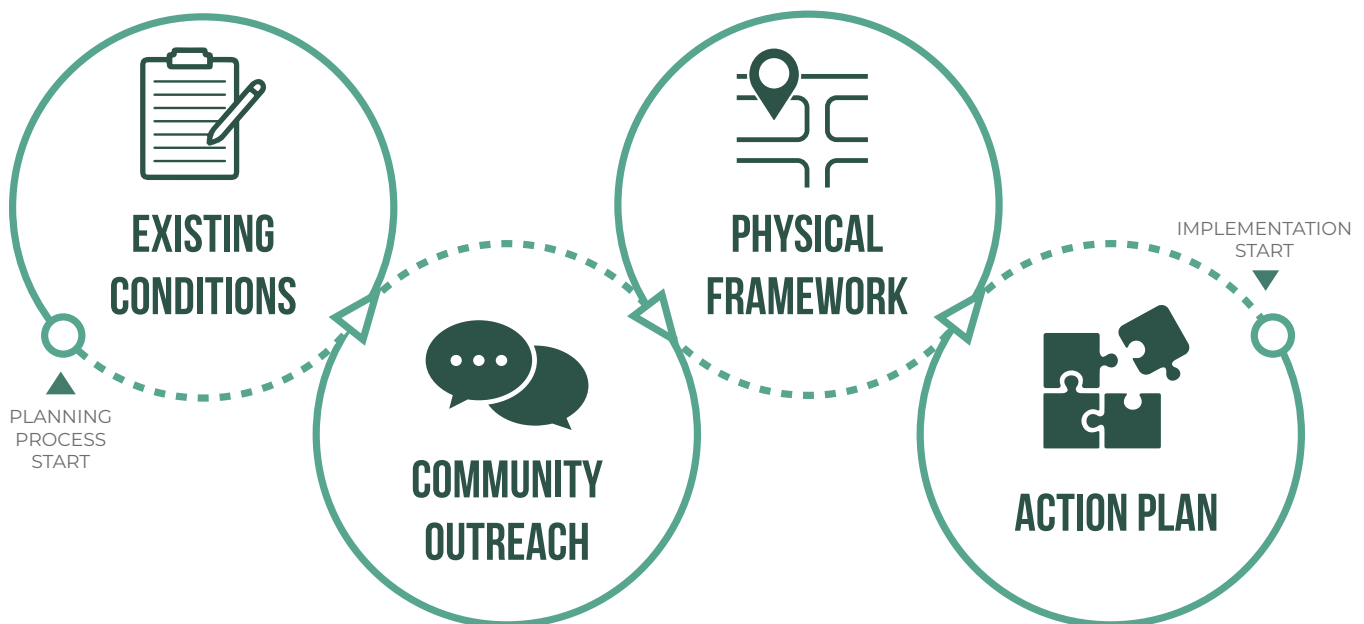 EXISTING
CONDITIONS
PLANNING
PROCESS
START
COMMUNITY
OUTREACH
PHYSICAL
FRAMEWORK
ACTION PLAN
IMPLEMENTATION
START